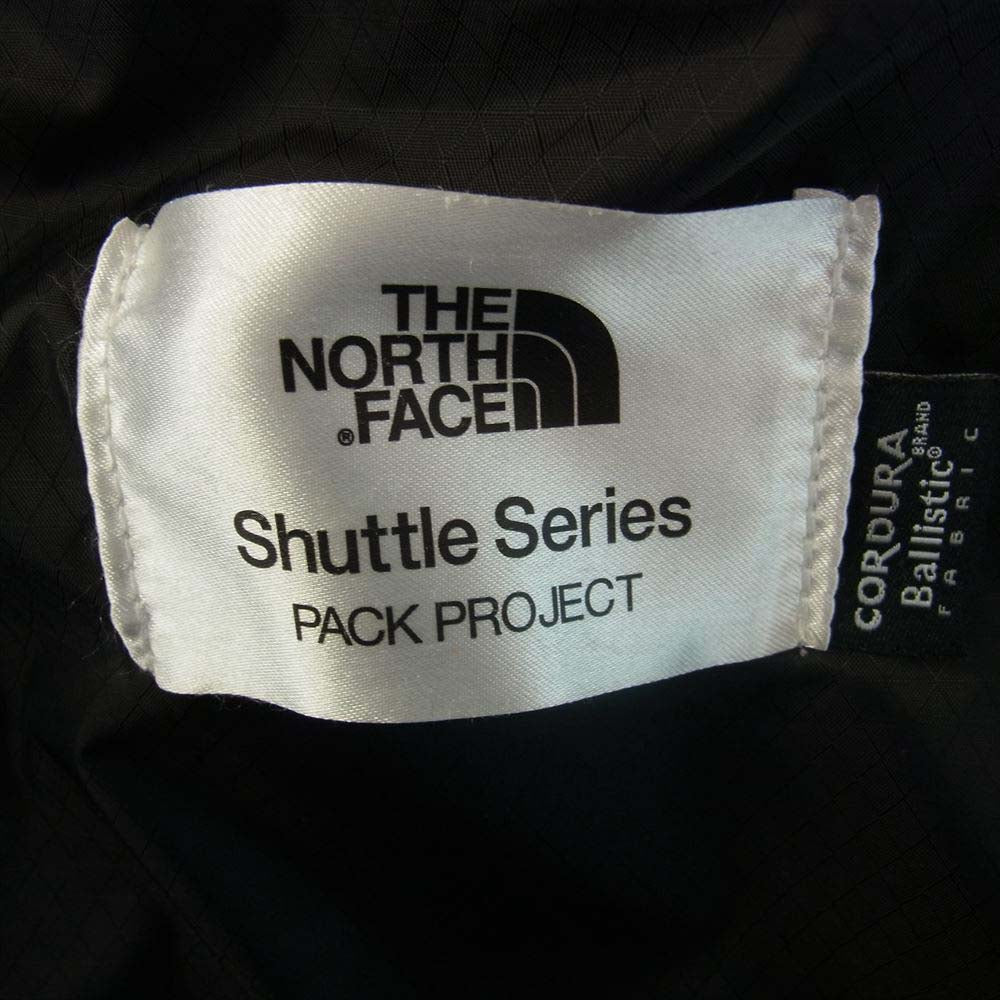 THE
NORTH
®FACE
Shuttle Series
PACK PROJECT
CORDURA
Ballistic® BRAND
FABRIC